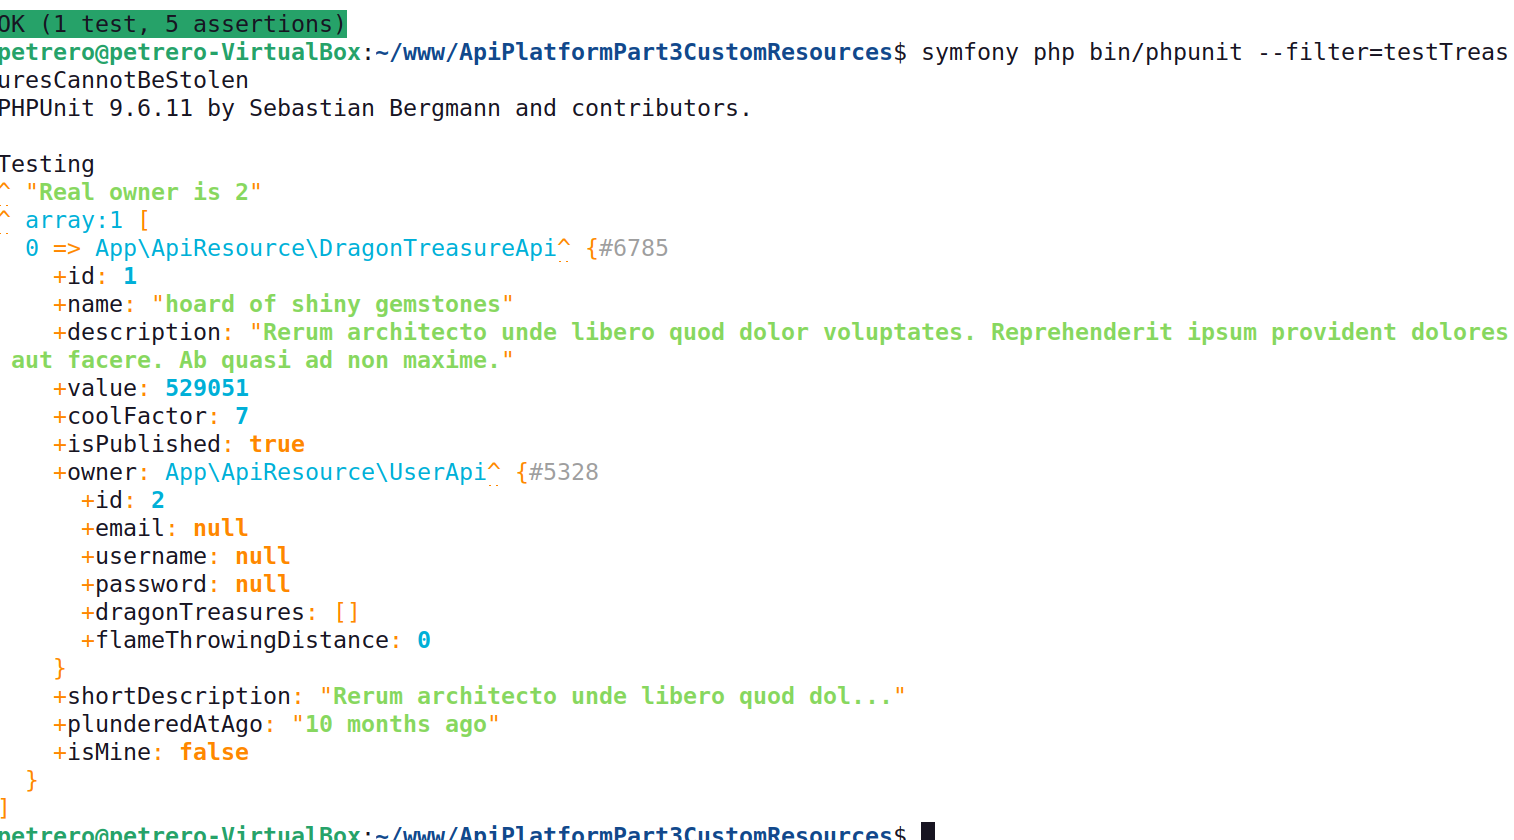 OK (1 test, 5 assertions)
petrero@petrero-VirtualBox:~/www/ApiPlatformPart3CustomResources$ symfony php bin/phpunit --filter=testTreas
uresCannotBeStolen
PHPUnit 9.6.11 by Sebastian Bergmann and contributors.
Testing
^ "Real owner is 2"
^ array:1 [
  0 => App\ApiResource\DragonTreasureApi^ {#6785
    +id: 1
    +name: "hoard of shiny gemstones"
    +description: "Rerum architecto unde libero quod dolor voluptates. Reprehenderit ipsum provident dolores
 aut facere. Ab quasi ad non maxime."
    +value: 529051
    +coolFactor: 7
    +isPublished: true
    +owner: App\ApiResource\UserApi^ {#5328
      +id: 2
      +email: null
      +username: null
      +password: null
      +dragonTreasures: []
      +flameThrowingDistance: 0
    }
    +shortDescription: "Rerum architecto unde libero quod dol..."
    +plunderedAtAgo: "10 months ago"
    +isMine: false
  }
]
petrero@petrero-VirtualBox:~/www/ApiPlatformPart3CustomResources$